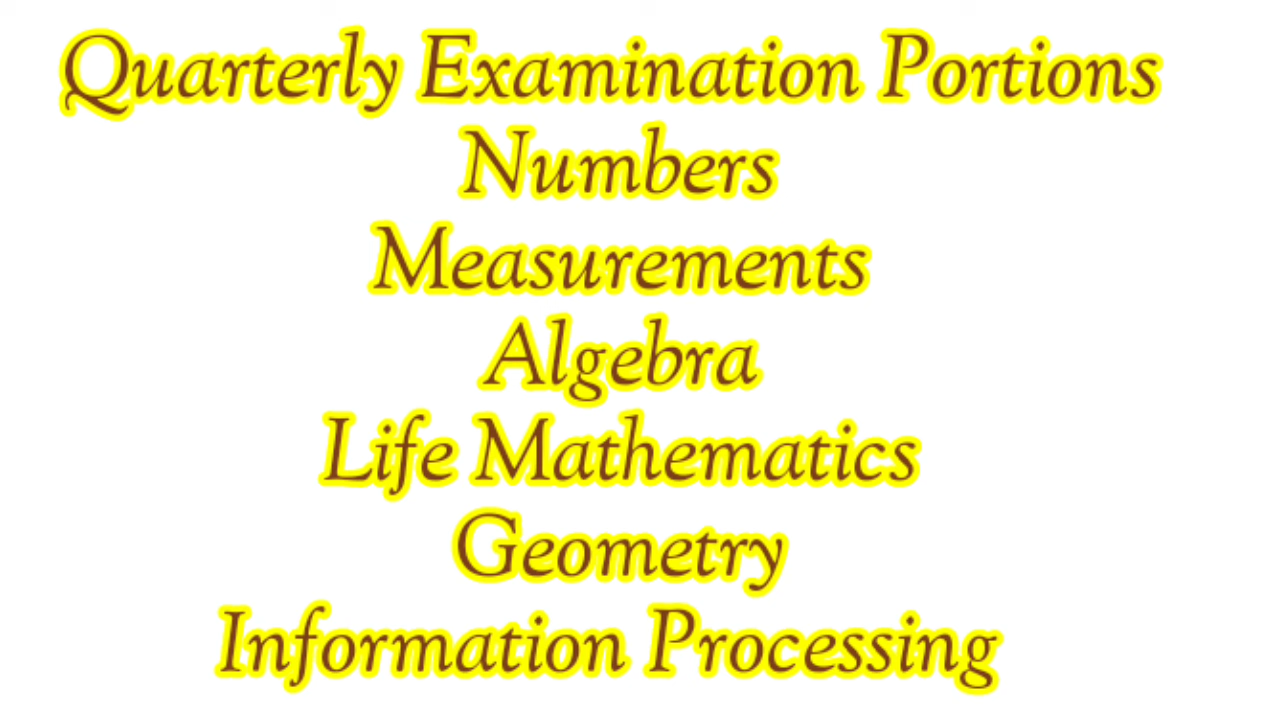 Quarterly Examination Portions
Numbers
Measurements
Algebra
Life Mathematics
Geometry
Information Processing